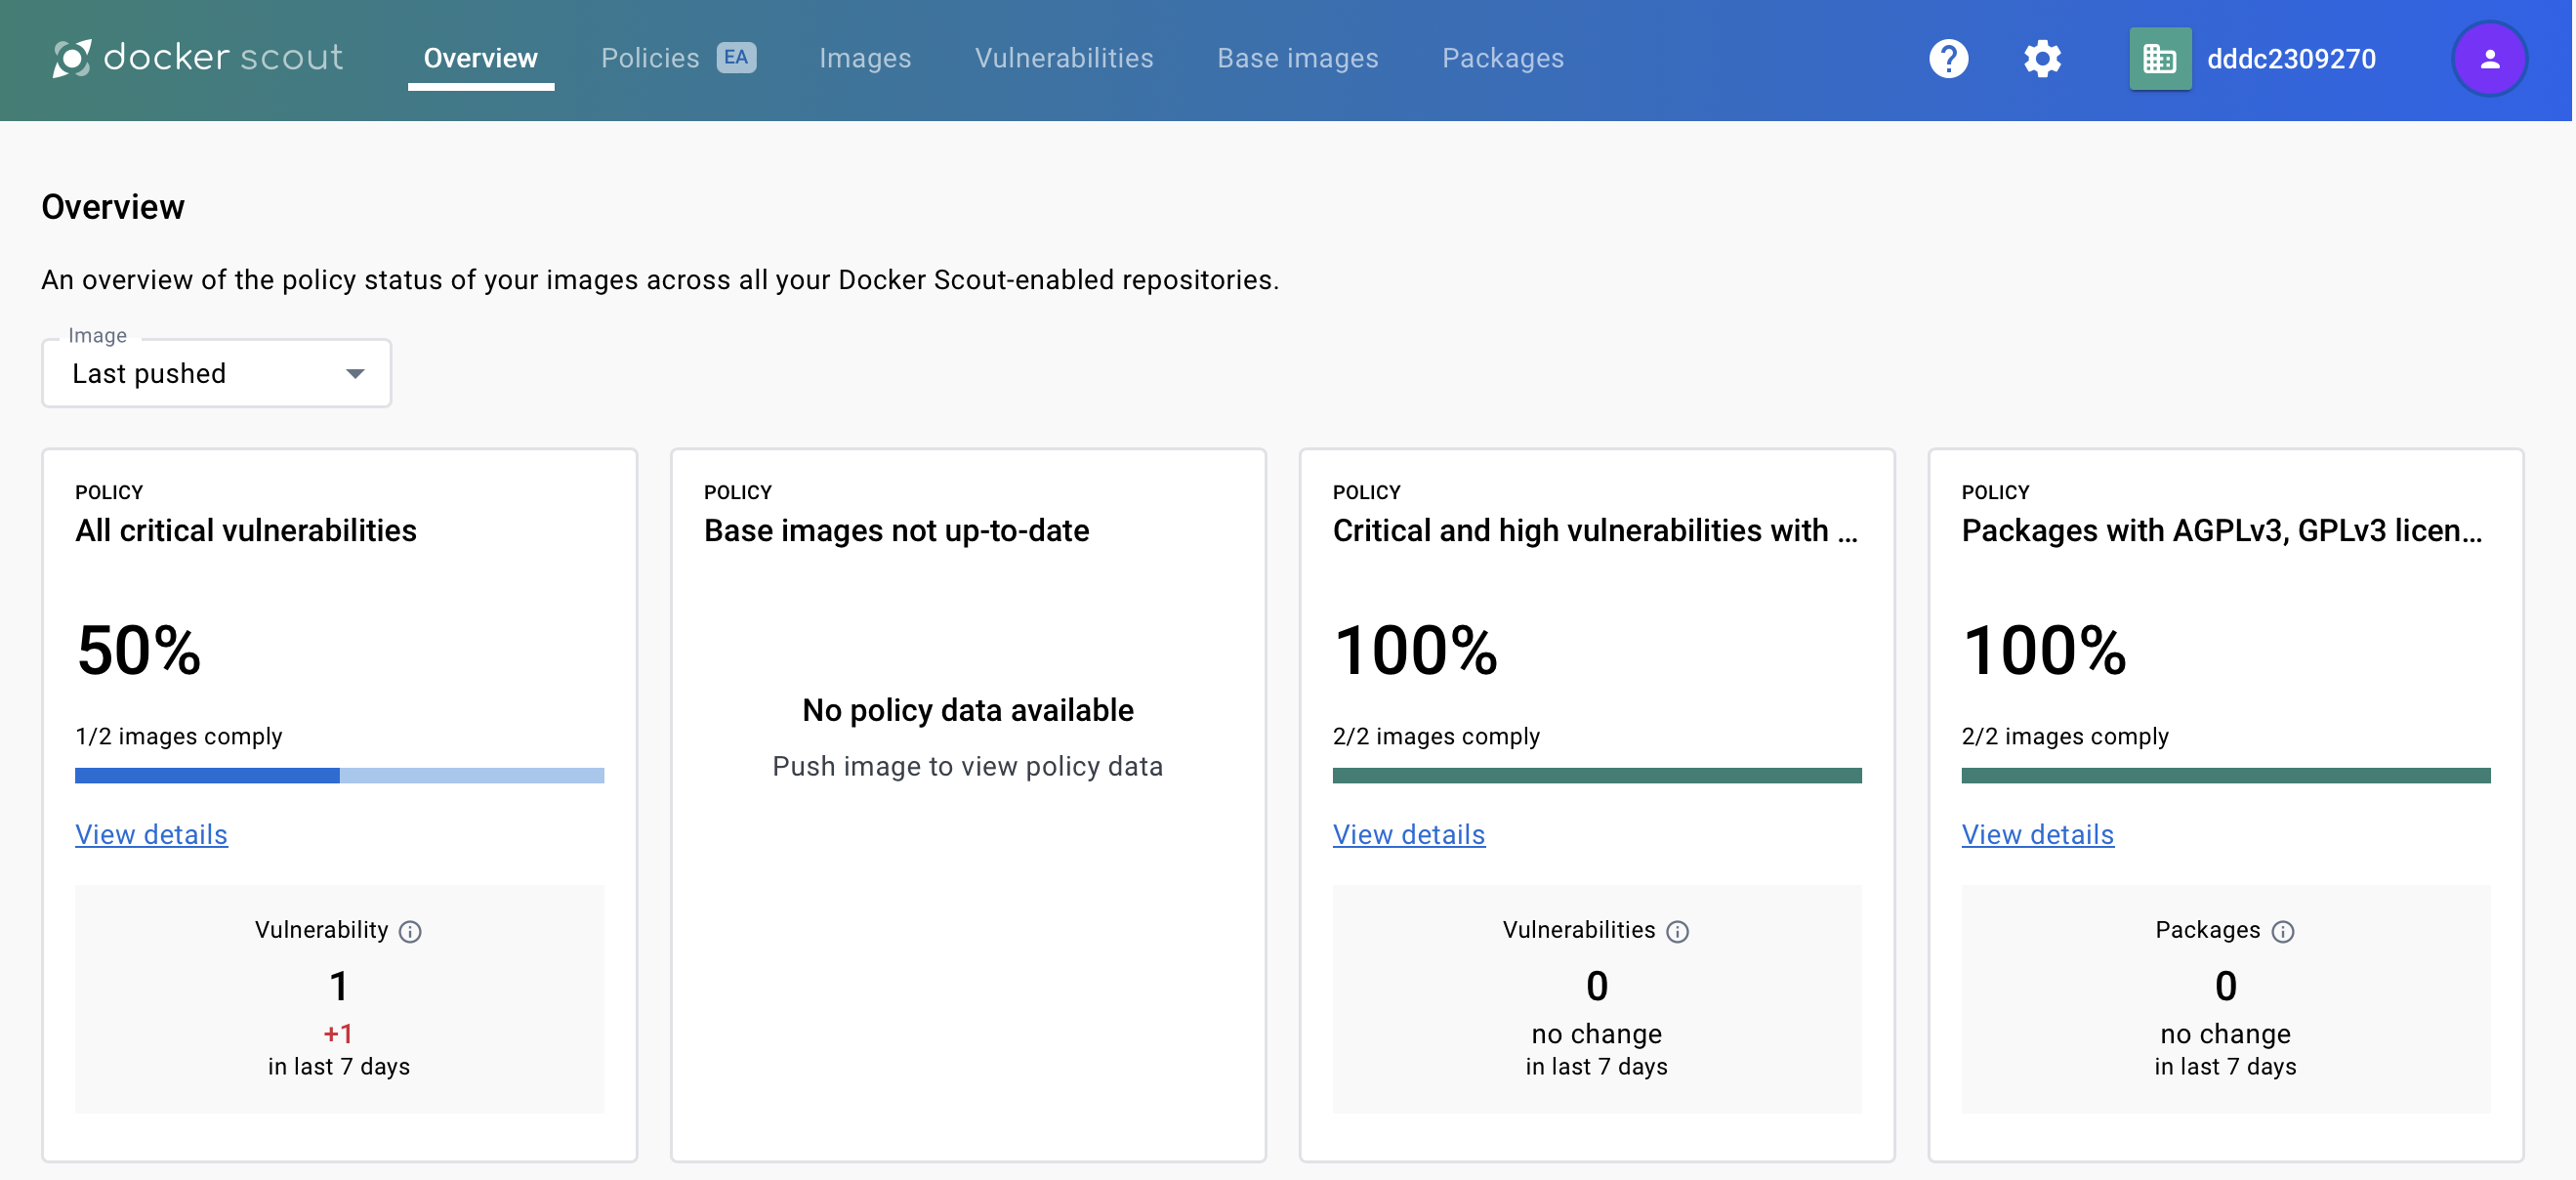 docker scout
Overview
Policies EA
Images
Vulnerabilities
Base images
Packages
dddc2309270
Overview
An overview of the policy status of your images across all your Docker Scout-enabled repositories.
Image
Last pushed
POLICY
All critical vulnerabilities
50%
1/2 images comply
View details
Vulnerability
1
+1
in last 7 days
POLICY
Base images not up-to-date
No policy data available
Push image to view policy data
POLICY
Critical and high vulnerabilities with ...
100%
2/2 images comply
View details
Vulnerabilities
0
no change
in last 7 days
POLICY
Packages with AGPLv3, GPLv3 licen...
100%
2/2 images comply
View details
Packages
0
no change
in last 7 days